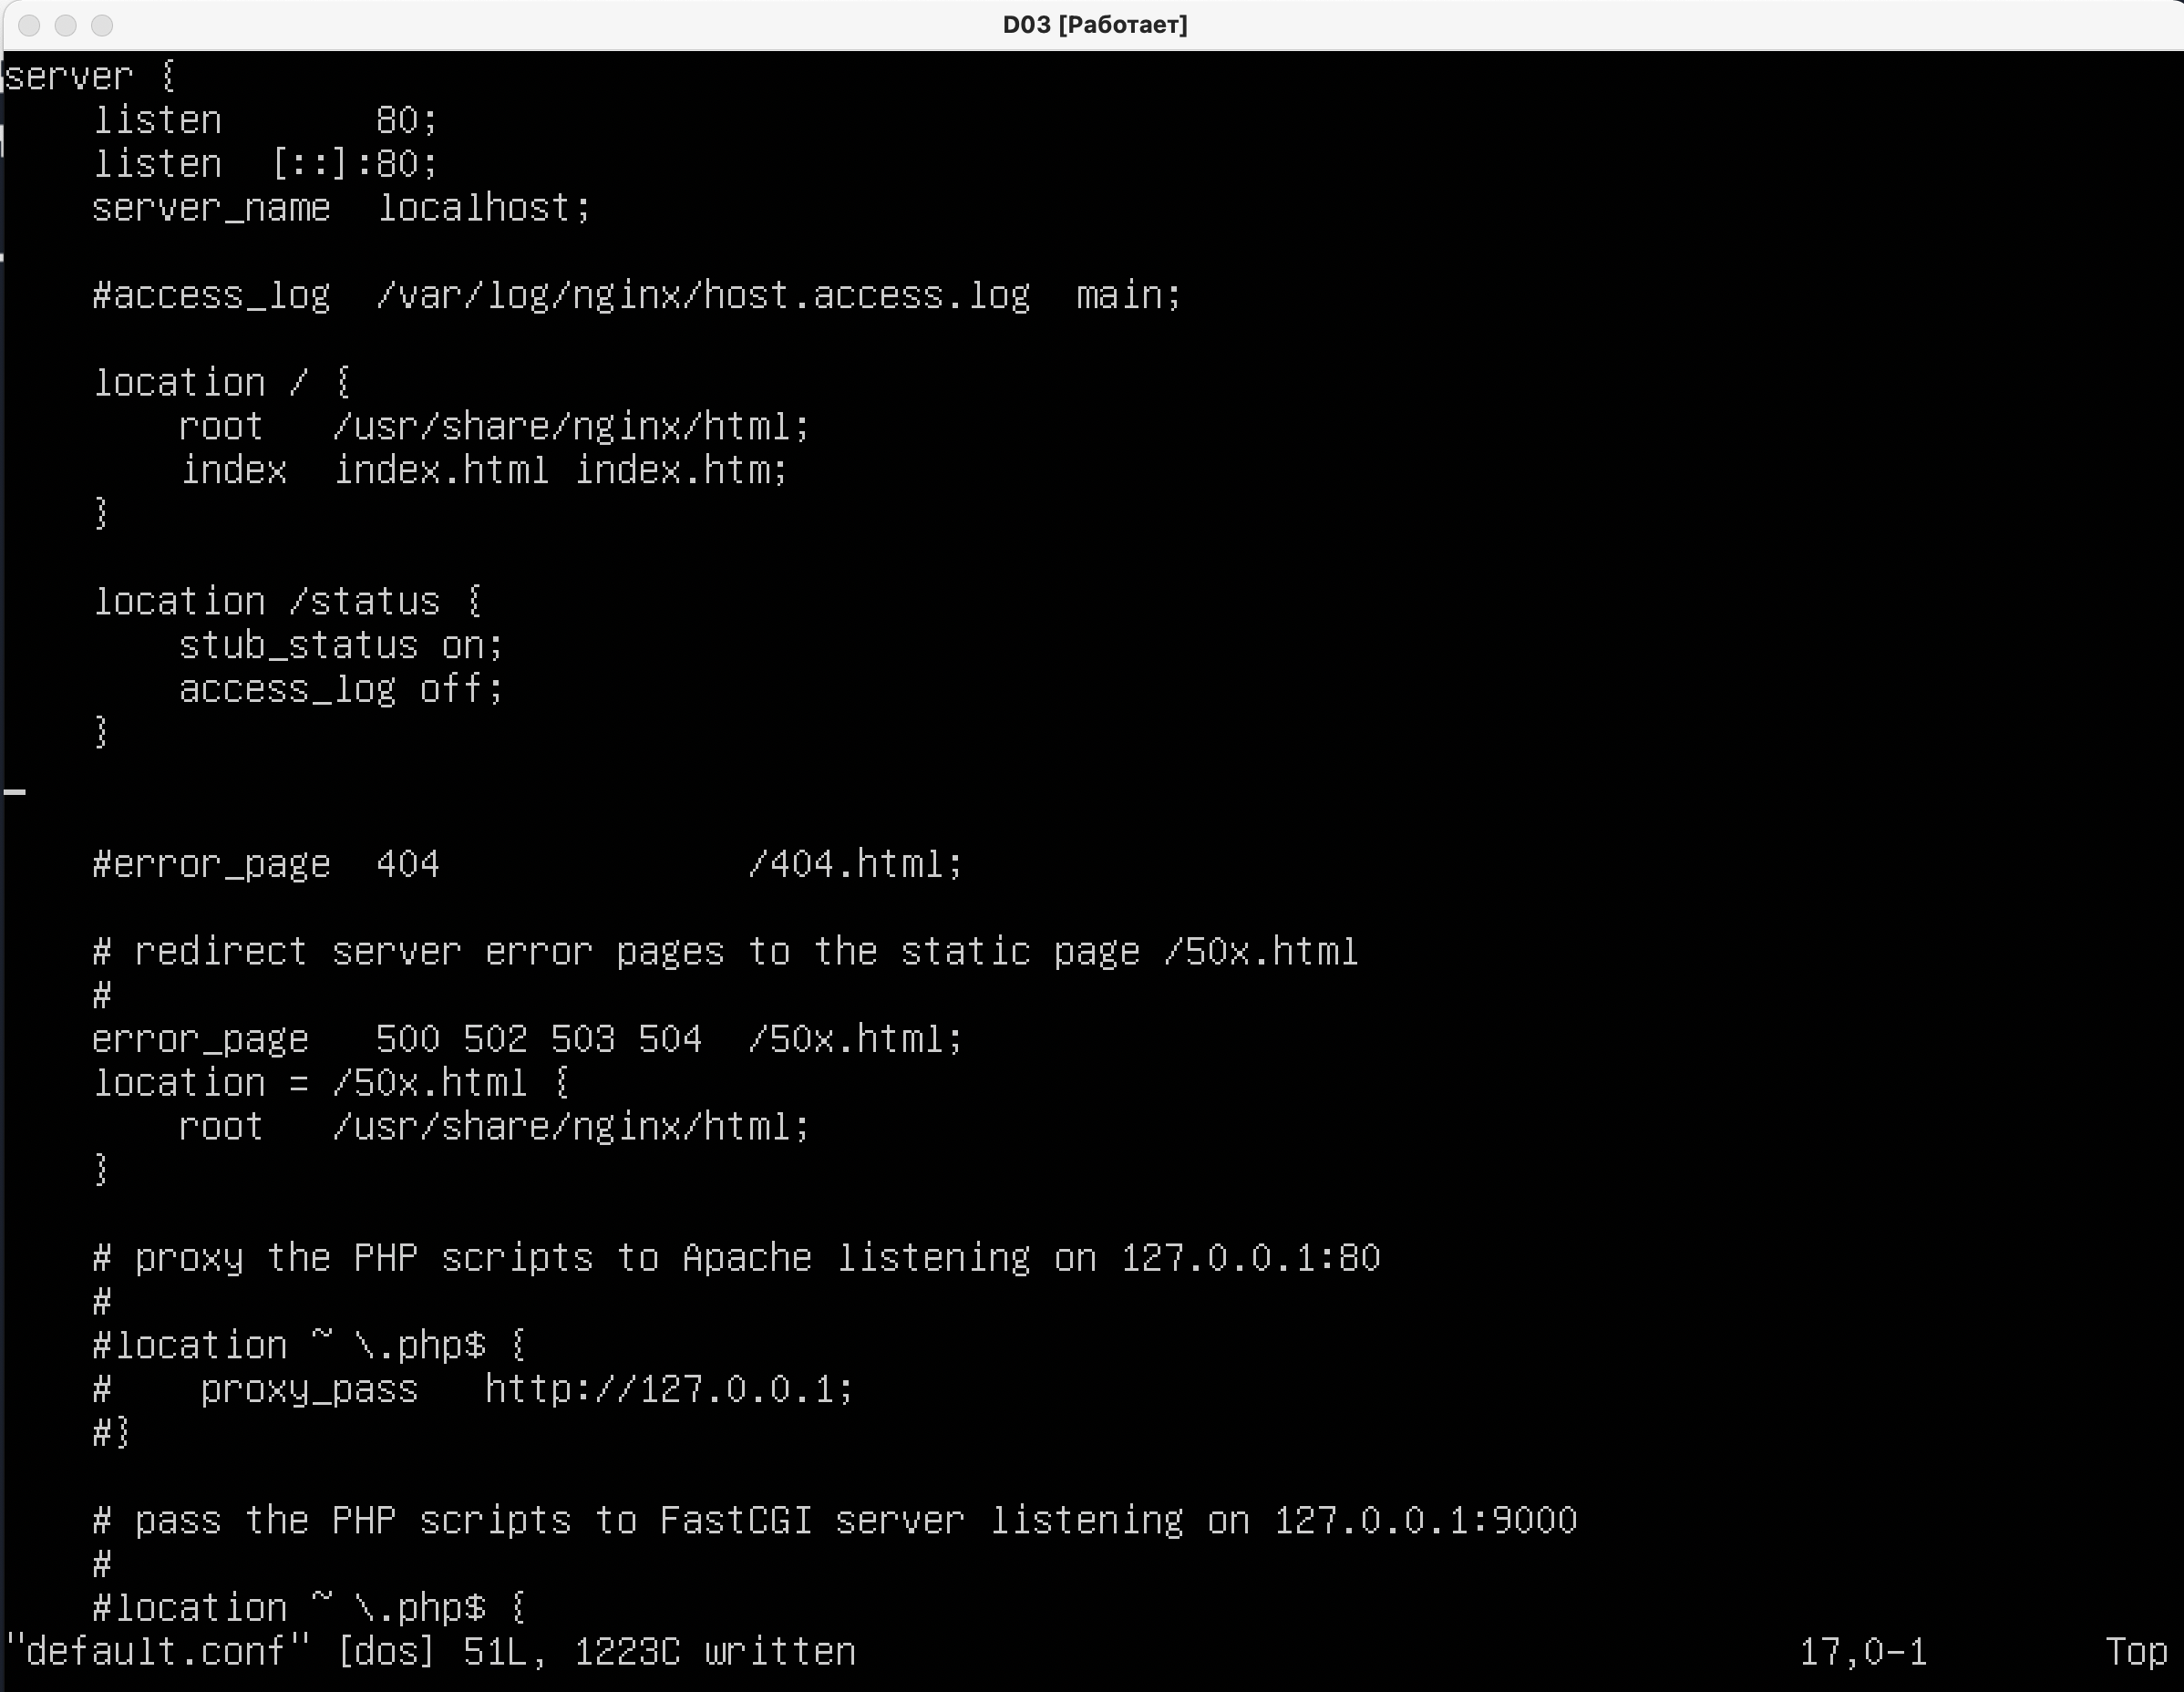 D03 [Работает]
server {
    listen       80;
    listen  [::]:80;
    server_name  localhost;

    #access_log  /var/log/nginx/host.access.log  main;

    location / {
        root   /usr/share/nginx/html;
        index  index.html index.htm;
    }

    location /status {
        stub_status on;
        access_log off;
    }

    #error_page  404              /404.html;

    # redirect server error pages to the static page /50x.html
    #
    error_page   500 502 503 504  /50x.html;
    location = /50x.html {
        root   /usr/share/nginx/html;
    }

    # proxy the PHP scripts to Apache listening on 127.0.0.1:80
    #
    #location ~ \.php$ {
    #    proxy_pass   http://127.0.0.1;
    #}

    # pass the PHP scripts to FastCGI server listening on 127.0.0.1:9000
    #
    #location ~ \.php$ {
"default.conf" [dos] 51L, 1223C written 17,0-1 Top